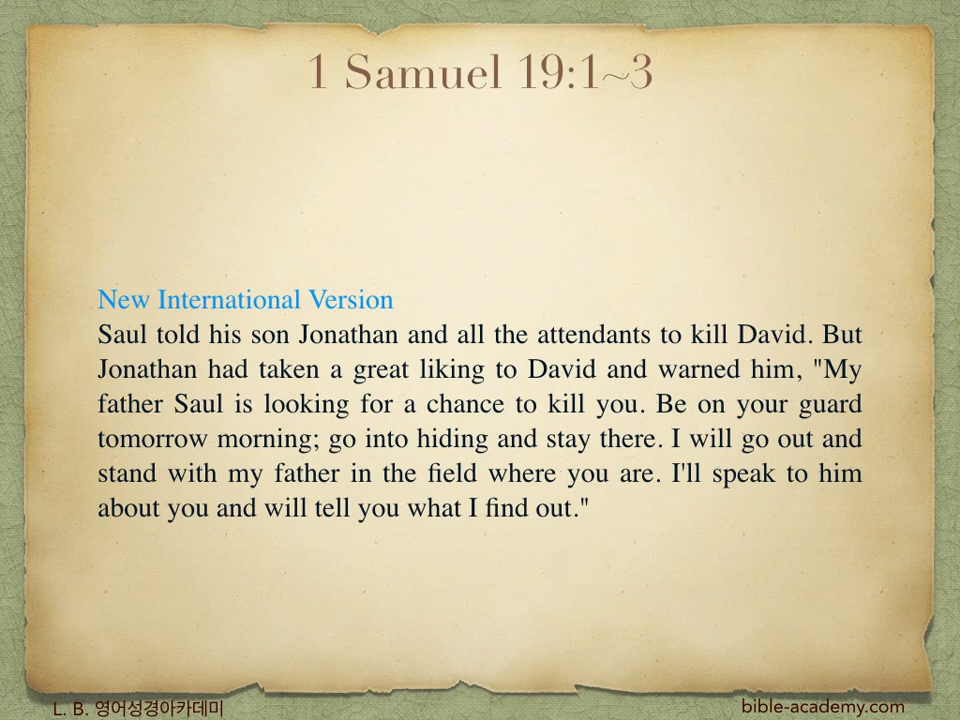 1 Samuel 19:1~3
New International Version
Saul told his son Jonathan and all the attendants to kill David. But
Jonathan had taken a great liking to David and warned him, "My
father Saul is looking for a chance to kill you. Be on your guard
tomorrow morning; go into hiding and stay there. I will go out and
stand with my father in the field where you are. I'll speak to him
about you and will tell you what I find out."
L. B. 영어성경아카데미
bible-academy.com